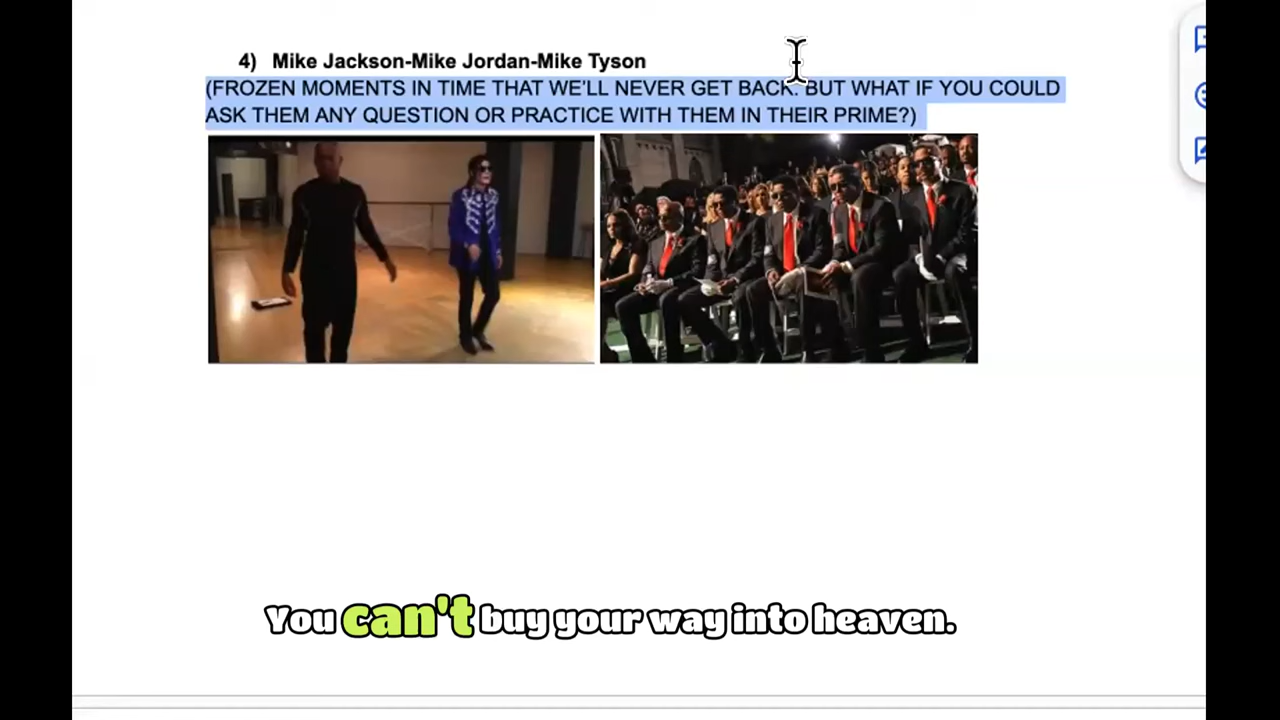 4) Mike Jackson-Mike Jordan-Mike Tyson
(FROZEN MOMENTS IN TIME THAT WE'LL NEVER GET BACK. BUT WHAT IF YOU COULD
ASK THEM ANY QUESTION OR PRACTICE WITH THEM IN THEIR PRIME?)
You can't buy your way into heaven.